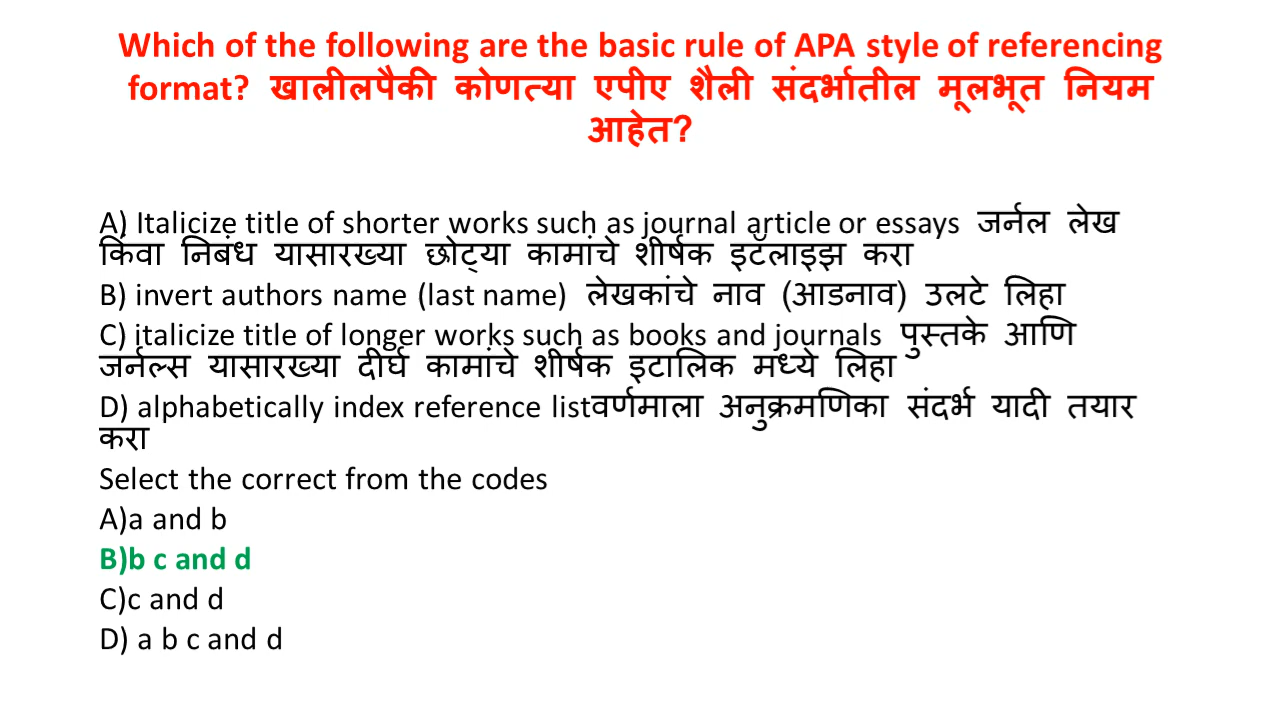 Which of the following are the basic rule of APA style of referencing
format? खालीलपैकी कोणत्या एपीए शैली संदर्भातील मूलभूत नियम
आहेत?
A) Italicize title of shorter works such as journal article or essays जर्नल लेख
किंवा निबंध यासारख्या छोट्या कामांचे शीर्षक इटॅलाइझ करा
B) invert authors name (last name) लेखकांचे नाव (आडनाव) उलटे लिहा
C) italicize title of longer works such as books and journals पुस्तके आणि
जर्नल्स यासारख्या दीर्घ कामांचे शीर्षक इटालिक मध्ये लिहा
D) alphabetically index reference listवर्णमाला अनुक्रमणिका संदर्भ यादी तयार
करा
Select the correct from the codes
A)a and b
B)b c and d
C)c and d
D) a b c and d